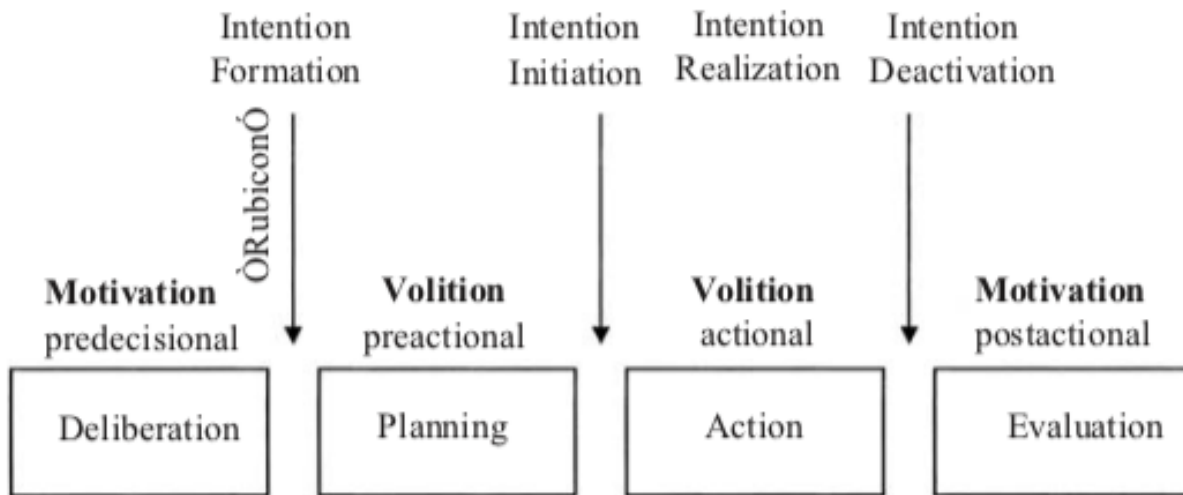 Intention
Formation
Intention
Initiation
Intention
Realization
Intention
Deactivation
ÒRubiconÓ
Motivation
predecisional
Volition
preactional
Volition
actional
Motivation
postactional
Deliberation
Planning
Action
Evaluation